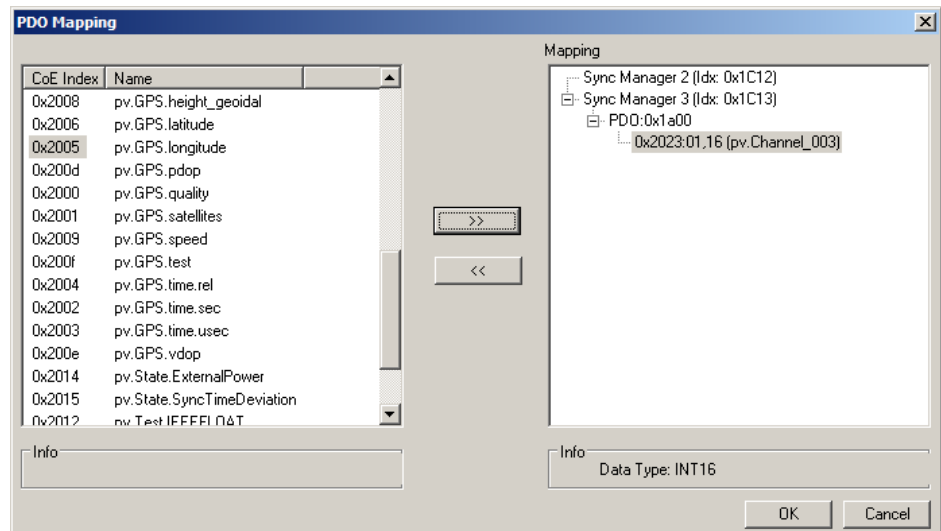 PDO Mapping
Mapping
CoE Index Name
0x2008 pv.GPS.height_geoidal
0x2006 pv.GPS.latitude
0x2005 pv.GPS.longitude
0x200d pv.GPS.pdop
0x2000 pv.GPS.quality
0x2001 pv.GPS.satellites
0x2009 pv.GPS.speed
0x200f pv.GPS.test
0x2004 pv.GPS.time.rel
0x2002 pv.GPS.time.sec
0x2003 pv.GPS.time.usec
0x200e pv.GPS.vdop
0x2014 pv.State.ExternalPower
0x2015 pv.State.SyncTimeDeviation
0x2012 pv.Test.IEEEFLOAT
Sync Manager 2 (Idx: 0x1C12)
Sync Manager 3 (Idx: 0x1C13)
PDO:0x1a00
0x2023:01,16 (pv.Channel_003)
>>
<<
Info
Info
Data Type: INT16
OK Cancel